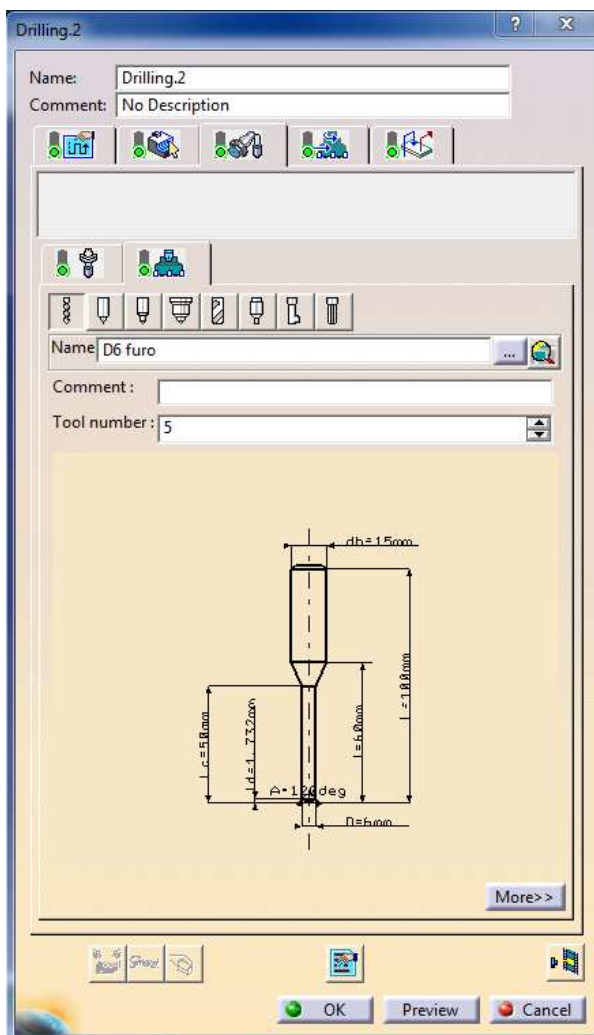 Drilling.2
Name: Drilling.2
Comment: No Description
Name D6 furo ...
Comment :
Tool number : 5
db=15mm
L=100mm
l=60mm
Lc=50mm
ld=1.732mm
A=120deg
D=6mm
More>>
OK Preview Cancel